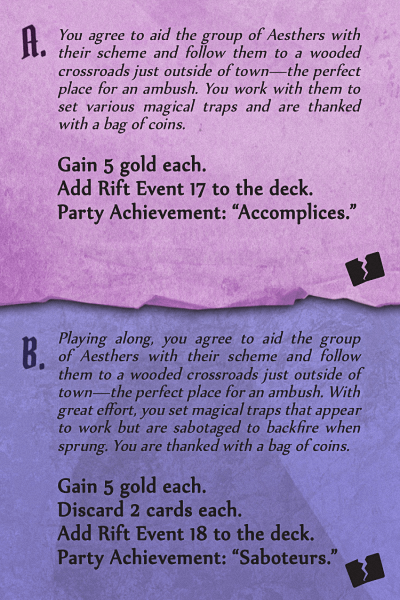 A.
You agree to aid the group of Aesthers with
their scheme and follow them to a wooded
crossroads just outside of town—the perfect
place for an ambush. You work with them to
set various magical traps and are thanked
with a bag of coins.
Gain 5 gold each.
Add Rift Event 17 to the deck.
Party Achievement: “Accomplices.”
B.
Playing along, you agree to aid the group
of Aesthers with their scheme and follow
them to a wooded crossroads just outside of
town—the perfect place for an ambush. With
great effort, you set magical traps that appear
to work but are sabotaged to backfire when
sprung. You are thanked with a bag of coins.
Gain 5 gold each.
Discard 2 cards each.
Add Rift Event 18 to the deck.
Party Achievement: “Saboteurs.”